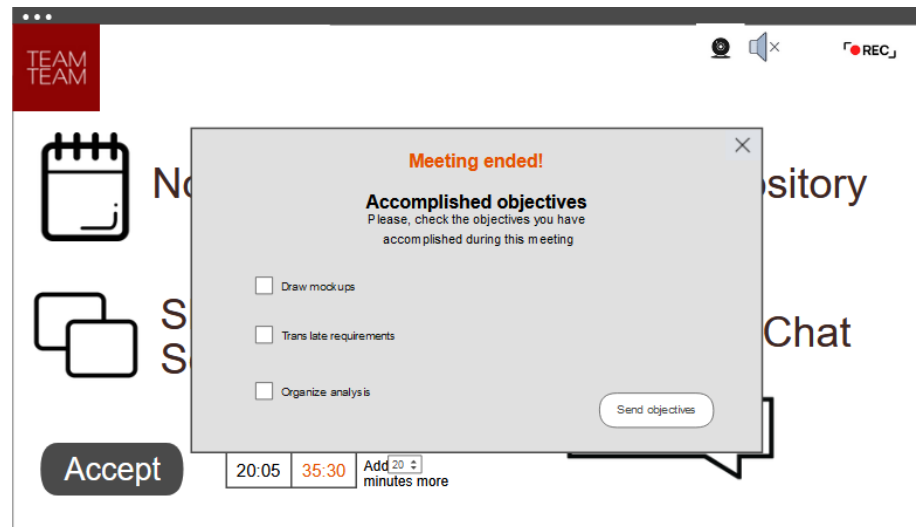 TEAM
TEAM
REC
Meeting ended!
Accomplished objectives
Please, check the objectives you have
accomplished during this meeting
Draw mockups
Translate requirements
Organize analysis
Send objectives
Chat
Accept
20:05
35:30
Add 20
minutes more